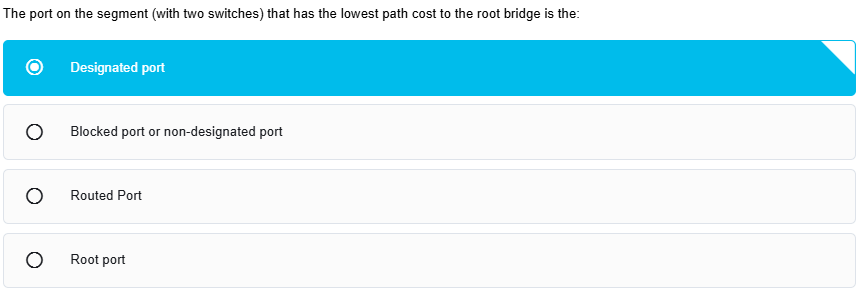 The port on the segment (with two switches) that has the lowest path cost to the root bridge is the:
Designated port
Blocked port or non-designated port
Routed Port
Root port